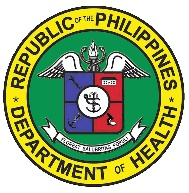 REPUBLIC OF THE PHILIPPINES
DEPARTMENT OF HEALTH